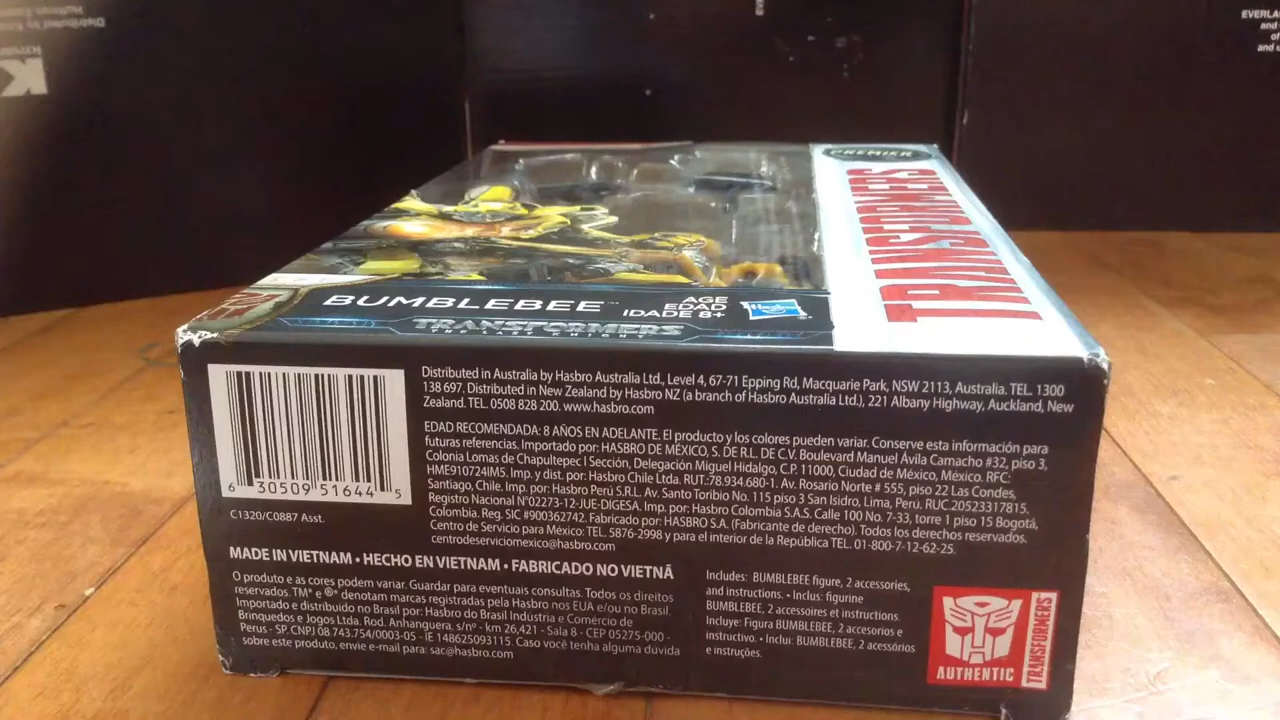 Distributed by
EVERLA
and
of
and u
K
PREMIER
TRANSFORMERS
BUMBLEBEE™
AGE
EDAD
IDADE 8+
Hasbro
TRANSFORMERS
THE LAST KNIGHT
Distributed in Australia by Hasbro Australia Ltd., Level 4, 67-71 Epping Rd, Macquarie Park, NSW 2113, Australia. TEL. 1300
138 697. Distributed in New Zealand by Hasbro NZ (a branch of Hasbro Australia Ltd.), 221 Albany Highway, Auckland, New
Zealand. TEL. 0508 828 200. www.hasbro.com
EDAD RECOMENDADA: 8 AÑOS EN ADELANTE. El producto y los colores pueden variar. Conserve esta información para
futuras referencias. Importado por: HASBRO DE MÉXICO, S. DE R.L. DE C.V. Boulevard Manuel Ávila Camacho #32, piso 3,
Colonia Lomas de Chapultepec I Sección, Delegación Miguel Hidalgo, C.P. 11000, Ciudad de México, México. RFC:
HME910724IM5. Imp. y dist. por: Hasbro Chile Ltda. RUT.:78.934.680-1. Av. Rosario Norte # 555, piso 22 Las Condes,
Santiago, Chile. Imp. por: Hasbro Perú S.R.L. Av. Santo Toribio No. 115 piso 3 San Isidro, Lima, Perú. RUC.20523317815.
Registro Nacional N°02273-12-JUE-DIGESA. Imp. por: Hasbro Colombia S.A.S. Calle 100 No. 7-33, torre 1 piso 15 Bogotá,
Colombia. Reg. SIC #900362742. Fabricado por: HASBRO S.A. (Fabricante de derecho). Todos los derechos reservados.
Centro de Servicio para México: TEL. 5876-2998 y para el interior de la República TEL. 01-800-7-12-62-25.
centrodeserviciomexico@hasbro.com
6 30509 51644 5
C1320/C0887 Asst.
MADE IN VIETNAM • HECHO EN VIETNAM • FABRICADO NO VIETNÃ
O produto e as cores podem variar. Guardar para eventuais consultas. Todos os direitos
reservados. TM* e ®* denotam marcas registradas pela Hasbro nos EUA e/ou no Brasil.
Importado e distribuído no Brasil por: Hasbro do Brasil Indústria e Comércio de
Brinquedos e Jogos Ltda. Rod. Anhanguera, s/nº - km 26,421 - Sala 8 - CEP 05275-000 -
Perus - SP. CNPJ 08.743.754/0003-05 - IE 148625093115. Caso você tenha alguma dúvida
sobre este produto, envie e-mail para: sac@hasbro.com
Includes: BUMBLEBEE figure, 2 accessories,
and instructions. • Inclus: figurine
BUMBLEBEE, 2 accessoires et instructions.
Incluye: Figura BUMBLEBEE, 2 accesorios e
instructivo. • Inclui: BUMBLEBEE, 2 acessórios
e instruções.
AUTHENTIC
TRANSFORMERS